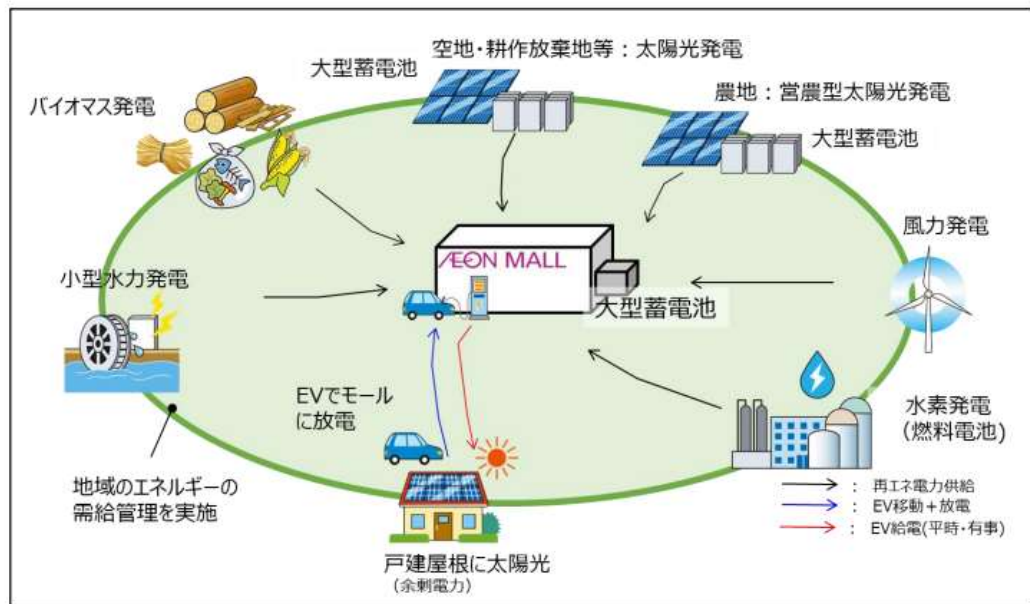 空地・耕作放棄地等：太陽光発電
大型蓄電池
農地：営農型太陽光発電
バイオマス発電
大型蓄電池
風力発電
ÆON MALL
小型水力発電
大型蓄電池
EVでモール
に放電
水素発電
(燃料電池)
地域のエネルギーの
需給管理を実施
： 再エネ電力供給
： EV移動＋放電
： EV給電(平時・有事)
戸建屋根に太陽光
(余剰電力)